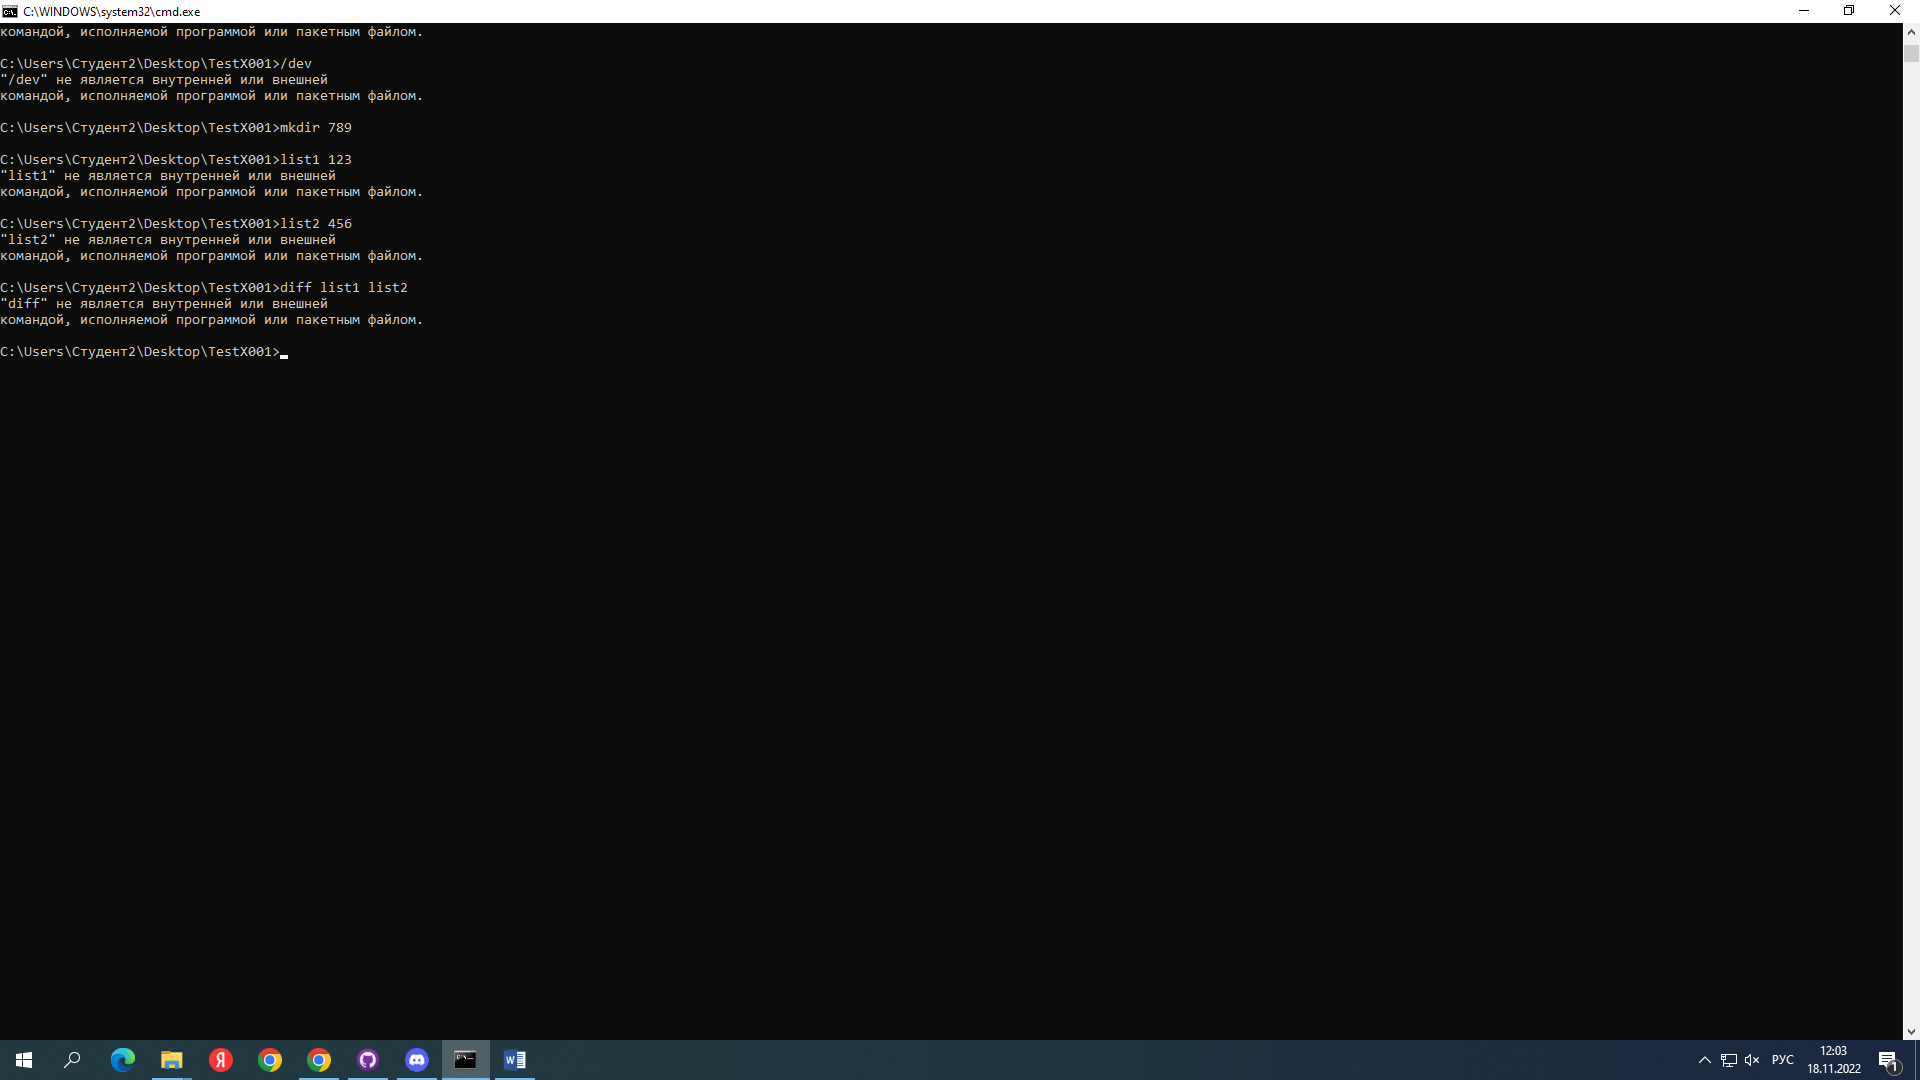 C:\WINDOWS\system32\cmd.exe
командой, исполняемой программой или пакетным файлом.
C:\Users\Студент2\Desktop\TestX001>/dev
"/dev" не является внутренней или внешней
командой, исполняемой программой или пакетным файлом.
C:\Users\Студент2\Desktop\TestX001>mkdir 789
C:\Users\Студент2\Desktop\TestX001>list1 123
"list1" не является внутренней или внешней
командой, исполняемой программой или пакетным файлом.
C:\Users\Студент2\Desktop\TestX001>list2 456
"list2" не является внутренней или внешней
командой, исполняемой программой или пакетным файлом.
C:\Users\Студент2\Desktop\TestX001>diff list1 list2
"diff" не является внутренней или внешней
командой, исполняемой программой или пакетным файлом.
C:\Users\Студент2\Desktop\TestX001>
РУС
12:03
18.11.2022
1